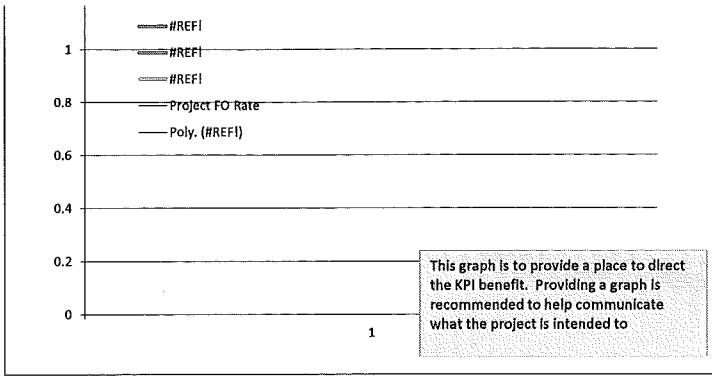 #REF!
1
#REF!
#REF!
0.8
Project FO Rate
Poly. (#REF!)
0.6
0.4
0.2
This graph is to provide a place to direct
the KPI benefit. Providing a graph is
recommended to help communicate
what the project is intended to
0
1